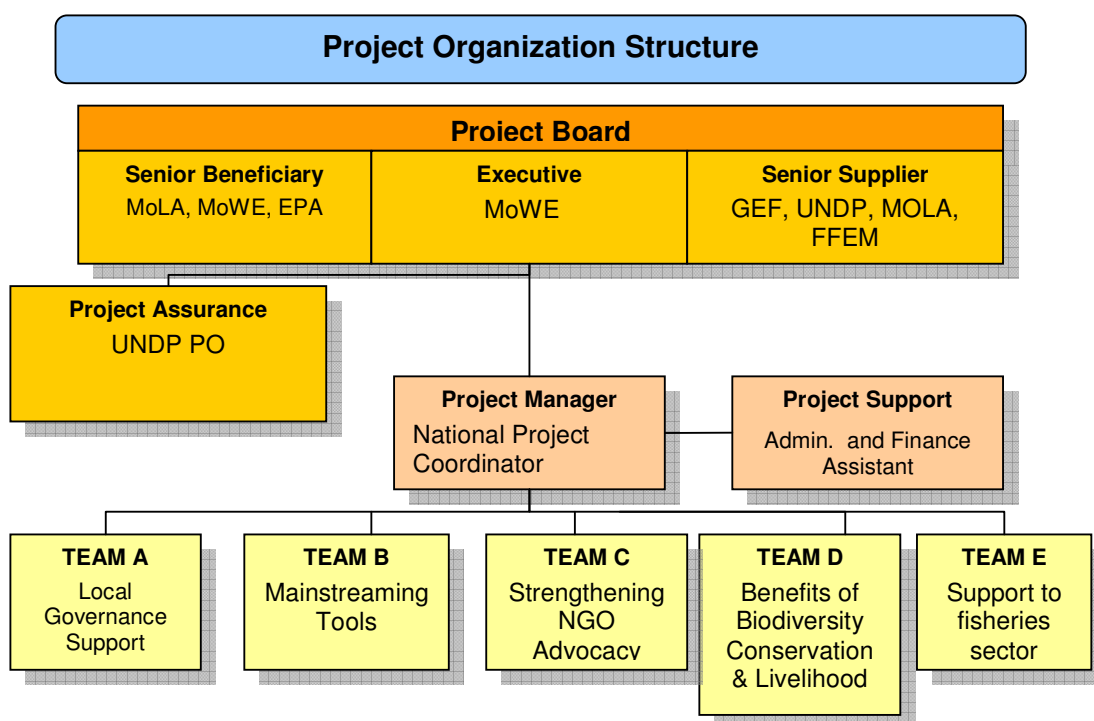 Project Organization Structure
Project Board
Senior Beneficiary
MoLA, MoWE, EPA
Executive
MoWE
Senior Supplier
GEF, UNDP, MOLA,
FFEM
Project Assurance
UNDP PO
Project Manager
National Project
Coordinator
Project Support
Admin. and Finance
Assistant
TEAM A
Local
Governance
Support
TEAM B
Mainstreaming
Tools
TEAM C
Strengthening
NGO
Advocacy
TEAM D
Benefits of
Biodiversity
Conservation
& Livelihood
TEAM E
Support to
fisheries
sector